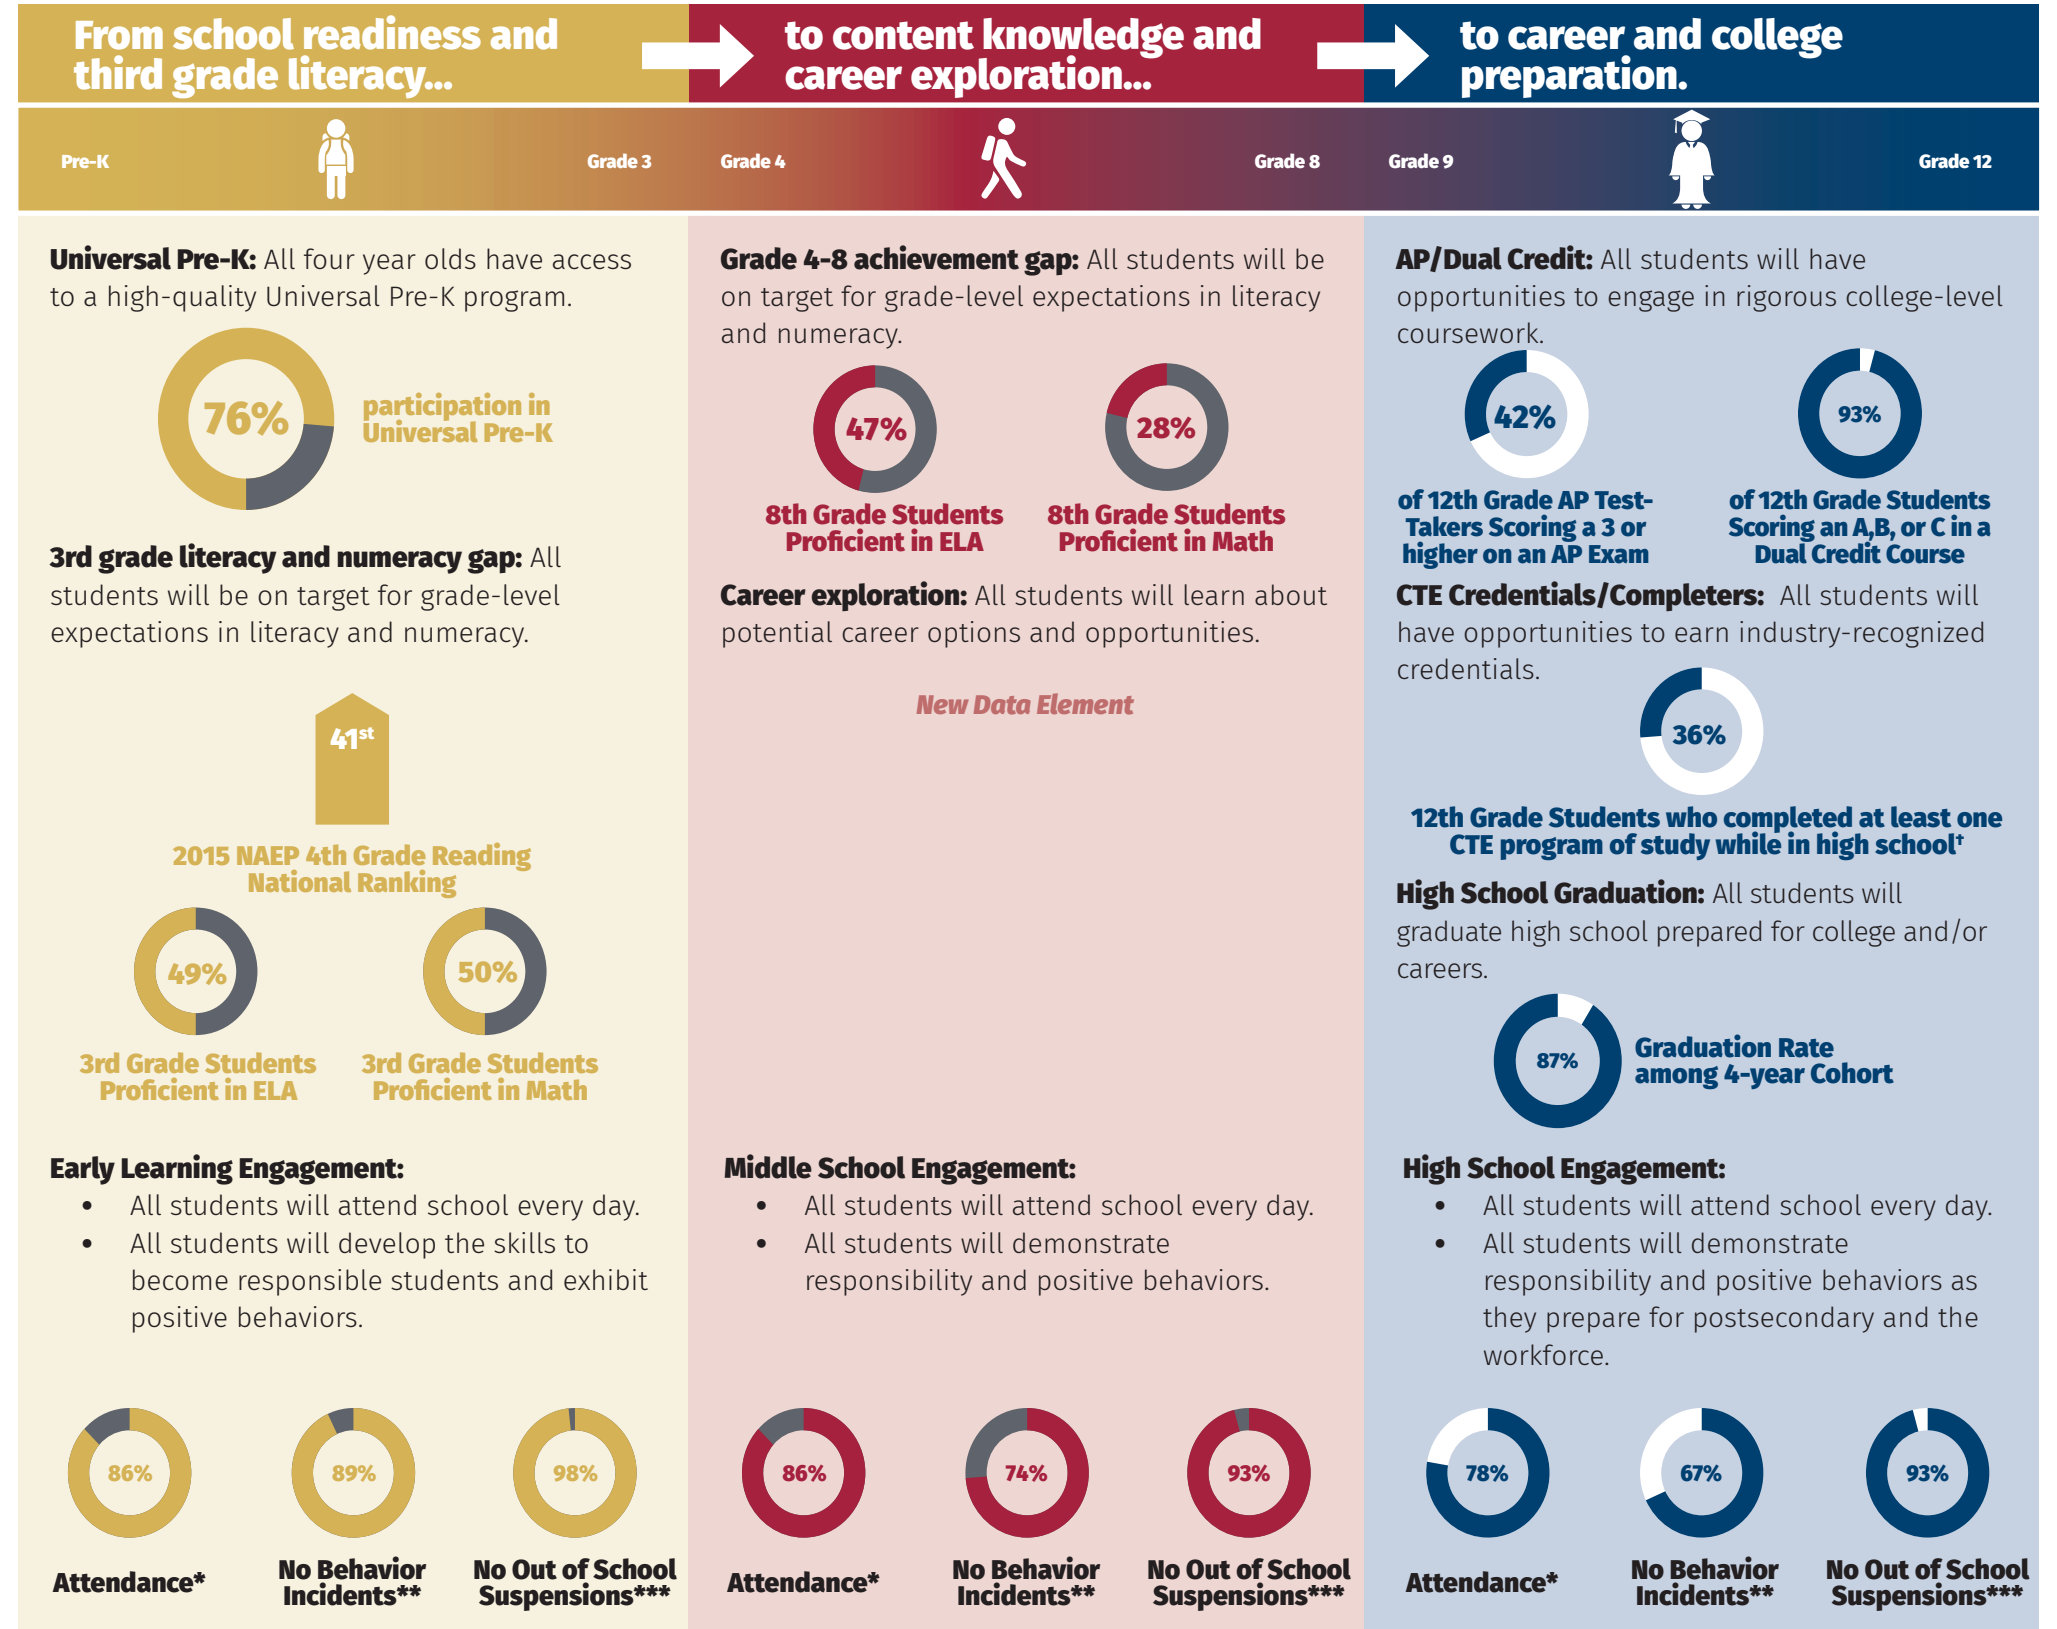 From school readiness and
third grade literacy...
to content knowledge and
career exploration...
to career and college
preparation.
Pre-K
Grade 3
Grade 4
Grade 8
Grade 9
Grade 12
Universal Pre-K: All four year olds have access
to a high-quality Universal Pre-K program.
76%
participation in
Universal Pre-K
3rd grade literacy and numeracy gap: All
students will be on target for grade-level
expectations in literacy and numeracy.
41st
2015 NAEP 4th Grade Reading
National Ranking
49%
3rd Grade Students
Proficient in ELA
50%
3rd Grade Students
Proficient in Math
Early Learning Engagement:
• All students will attend school every day.
• All students will develop the skills to
become responsible students and exhibit
positive behaviors.
86%
Attendance*
89%
No Behavior
Incidents**
98%
No Out of School
Suspensions***
Grade 4-8 achievement gap: All students will be
on target for grade-level expectations in literacy
and numeracy.
47%
8th Grade Students
Proficient in ELA
28%
8th Grade Students
Proficient in Math
Career exploration: All students will learn about
potential career options and opportunities.
New Data Element
Middle School Engagement:
• All students will attend school every day.
• All students will demonstrate
responsibility and positive behaviors.
86%
Attendance*
74%
No Behavior
Incidents**
93%
No Out of School
Suspensions***
AP/Dual Credit: All students will have
opportunities to engage in rigorous college-level
coursework.
42%
of 12th Grade AP Test-
Takers Scoring a 3 or
higher on an AP Exam
93%
of 12th Grade Students
Scoring an A,B, or C in a
Dual Credit Course
CTE Credentials/Completers: All students will
have opportunities to earn industry-recognized
credentials.
36%
12th Grade Students who completed at least one
CTE program of study while in high school†
High School Graduation: All students will
graduate high school prepared for college and/or
careers.
87%
Graduation Rate
among 4-year Cohort
High School Engagement:
• All students will attend school every day.
• All students will demonstrate
responsibility and positive behaviors as
they prepare for postsecondary and the
workforce.
78%
Attendance*
67%
No Behavior
Incidents**
93%
No Out of School
Suspensions***